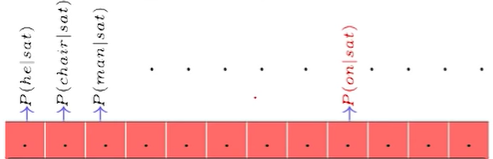 P(he|sat)
P(chair|sat)
P(man|sat)
. . . . . . . . .
P(on|sat)
.
. . . . . . . . . . . . .